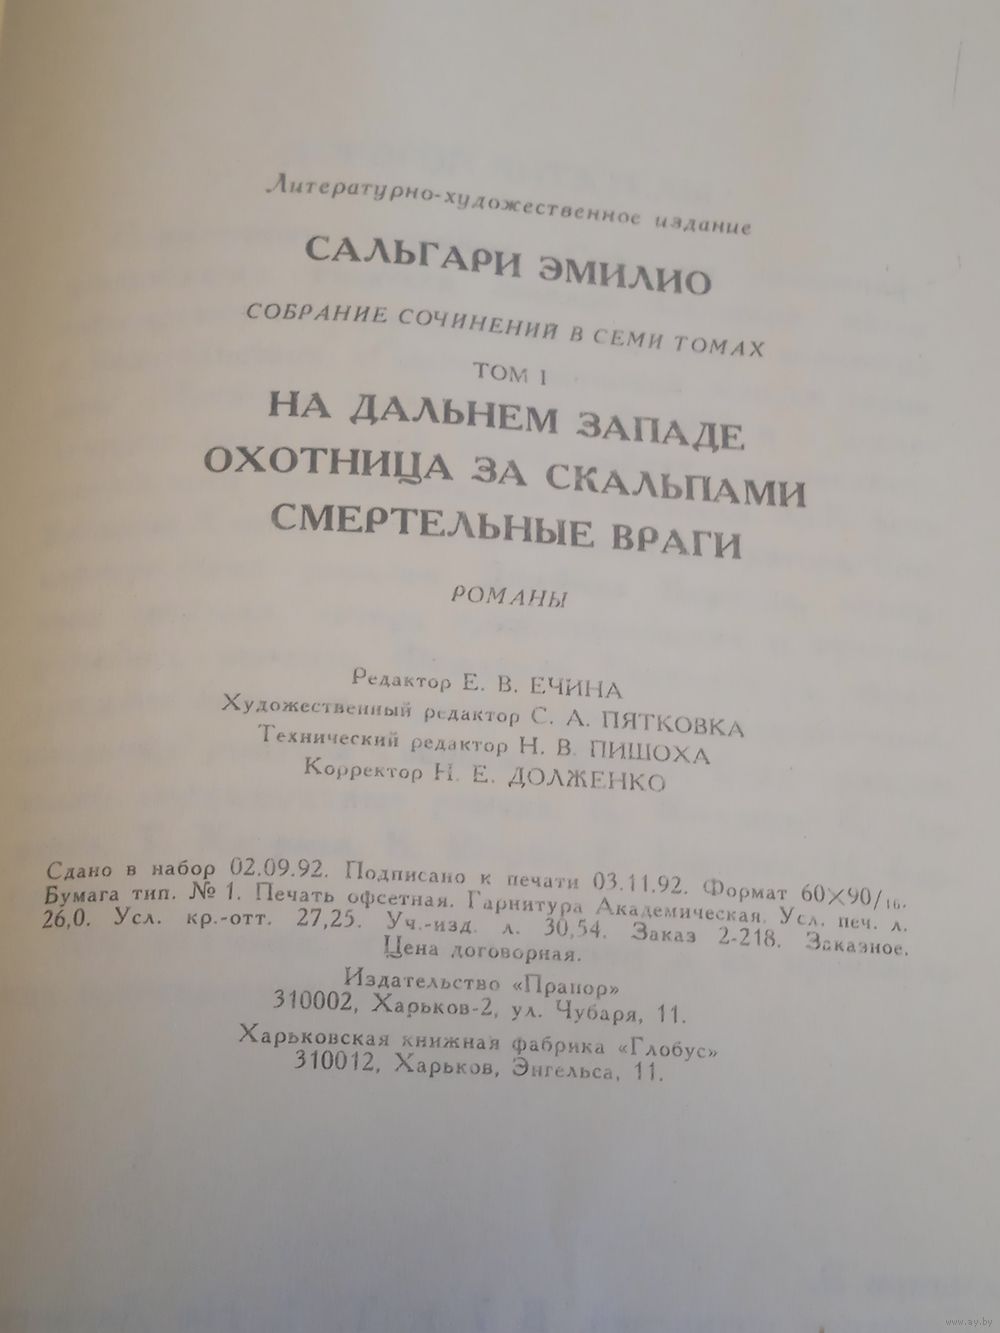 Литературно-художественное издание
САЛЬГАРИ ЭМИЛИО
СОБРАНИЕ СОЧИНЕНИЙ В СЕМИ ТОМАХ
ТОМ 1
НА ДАЛЬНЕМ ЗАПАДЕ
ОХОТНИЦА ЗА СКАЛЬПАМИ
СМЕРТЕЛЬНЫЕ ВРАГИ
РОМАНЫ
Редактор Е. В. ЕЧИНА
Художественный редактор С. А. ПЯТКОВКА
Технический редактор Н. В. ПИШОХА
Корректор Н. Е. ДОЛЖЕНКО
Сдано в набор 02.09.92. Подписано к печати 03.11.92. Формат 60×90/16.
Бумага тип. № 1. Печать офсетная. Гарнитура Академическая. Усл. печ. л.
26,0. Усл. кр.-отт. 27,25. Уч.-изд. л. 30,54. Заказ 2-218. Заказное.
Цена договорная.
Издательство «Прапор»
310002, Харьков-2, ул. Чубаря, 11.
Харьковская книжная фабрика «Глобус»
310012, Харьков, Энгельса, 11.
www.ay.by